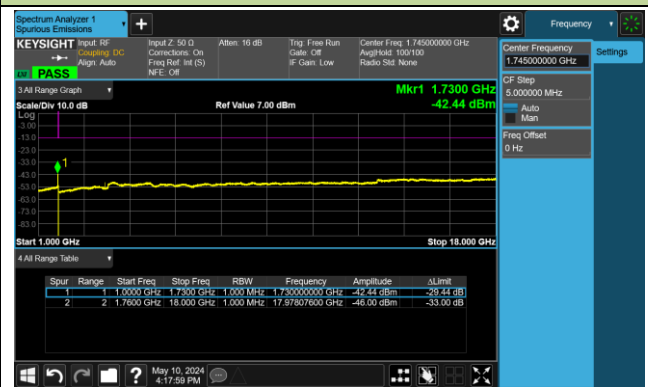 Spectrum Analyzer 1
Spurious Emissions
Frequency
KEYSIGHT
Input: RF
Coupling: DC
Align: Auto
Input Z: 50 Ω
Corrections: On
Freq Ref: Int (S)
NFE: Off
Atten: 16 dB
Trig: Free Run
Gate: Off
IF Gain: Low
Center Freq: 1.745000000 GHz
Avg|Hold: 100/100
Radio Std: None
PASS
Center Frequency
1.745000000 GHz
Settings
CF Step
5.000000 MHz
Auto
Man
Freq Offset
0 Hz
3 All Range Graph
Mkr1 1.7300 GHz
Scale/Div 10.0 dB
Ref Value 7.00 dBm
-42.44 dBm
Log
-3.00
-13.0
-23.0
-33.0
-43.0
-53.0
-63.0
-73.0
-83.0
1
Start 1.000 GHz
Stop 18.000 GHz
4 All Range Table
Spur Range Start Freq Stop Freq RBW Frequency Amplitude ΔLimit
1 1 1.0000 GHz 1.7300 GHz 1.000 MHz 1.730000000 GHz -42.44 dBm -29.44 dB
2 2 1.7600 GHz 18.000 GHz 1.000 MHz 17.97807600 GHz -46.00 dBm -33.00 dB
May 10, 2024
4:17:59 PM